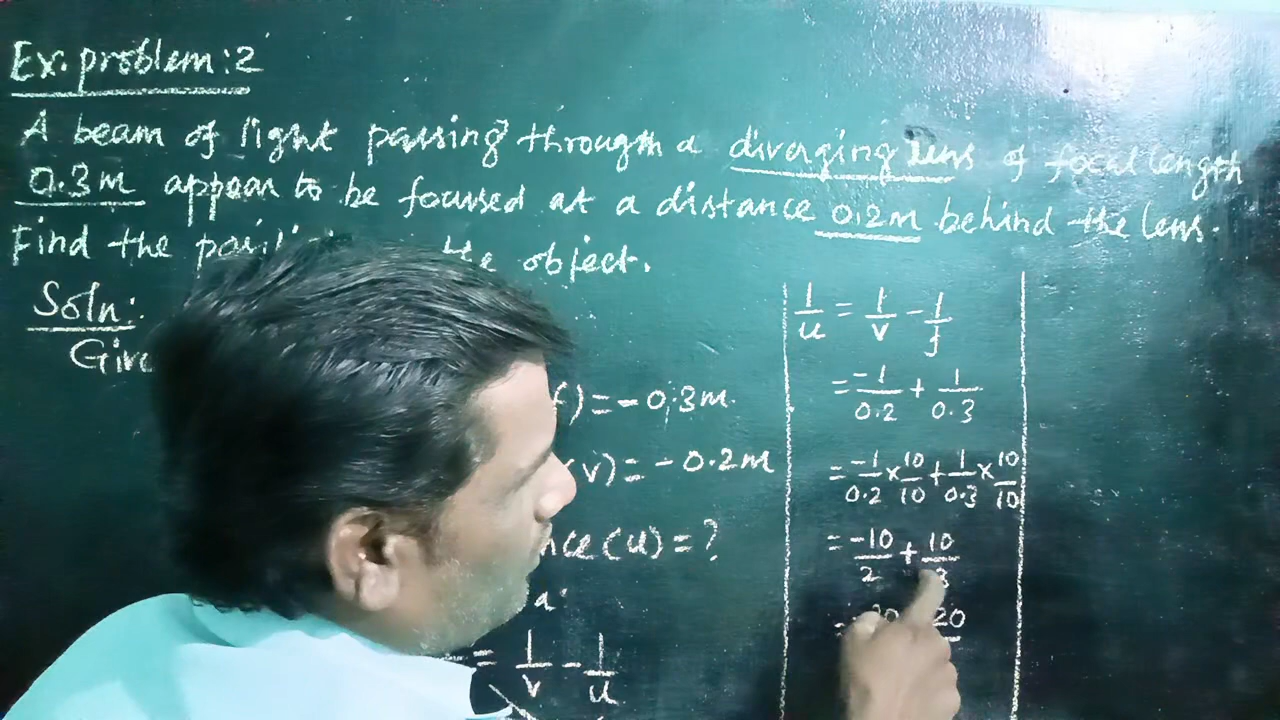 Ex. problem: 2
A beam of light passing through a diverging lens of focal length
0.3m appear to be focussed at a distance 0.2m behind the lens.
Find the object.
Soln:
f) = -0.3m.
(v) = -0.2m
(u) = ?
= 1/v - 1/u
1/u = 1/v - 1/f
= -1/0.2 + 1/0.3
= -1/0.2 × 10/10 + 1/0.3 × 10/10
= -10/2 + 10/3
20